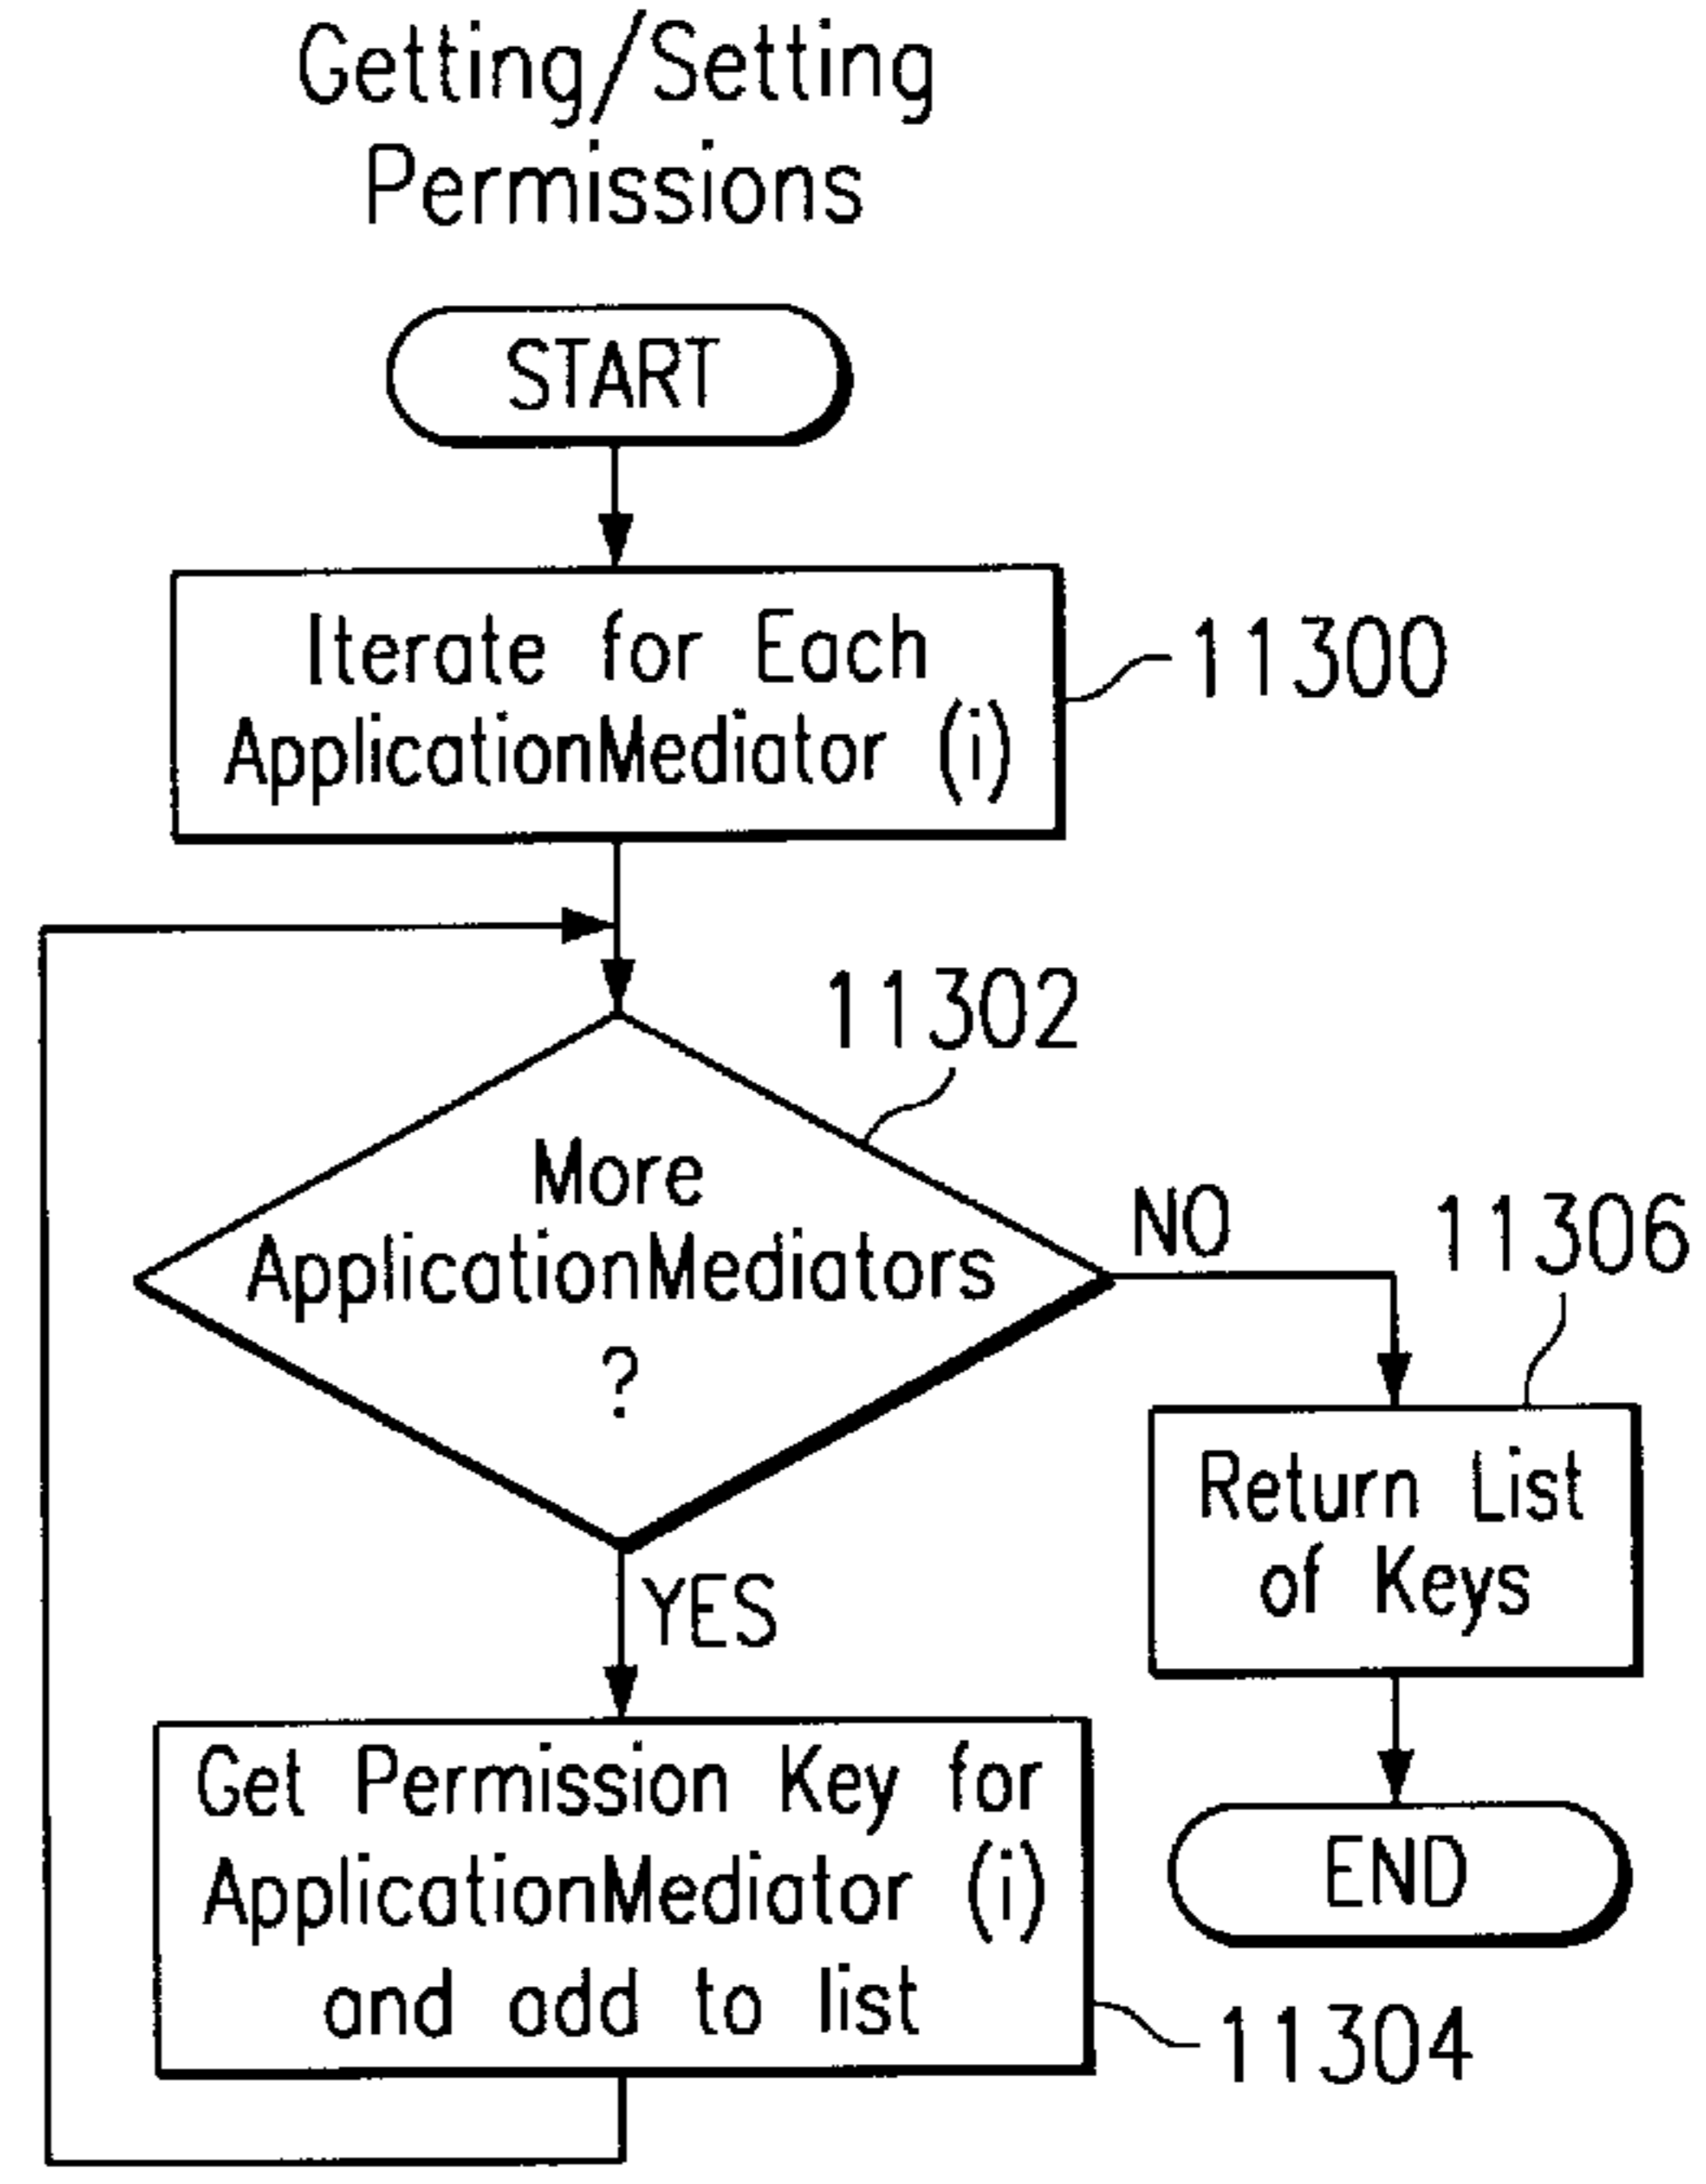 Getting/Setting
Permissions
START
Iterate for Each
ApplicationMediator (i)
11300
11302
More
ApplicationMediators
?
NO
11306
Return List
of Keys
YES
Get Permission Key for
ApplicationMediator (i)
and add to list
END
11304